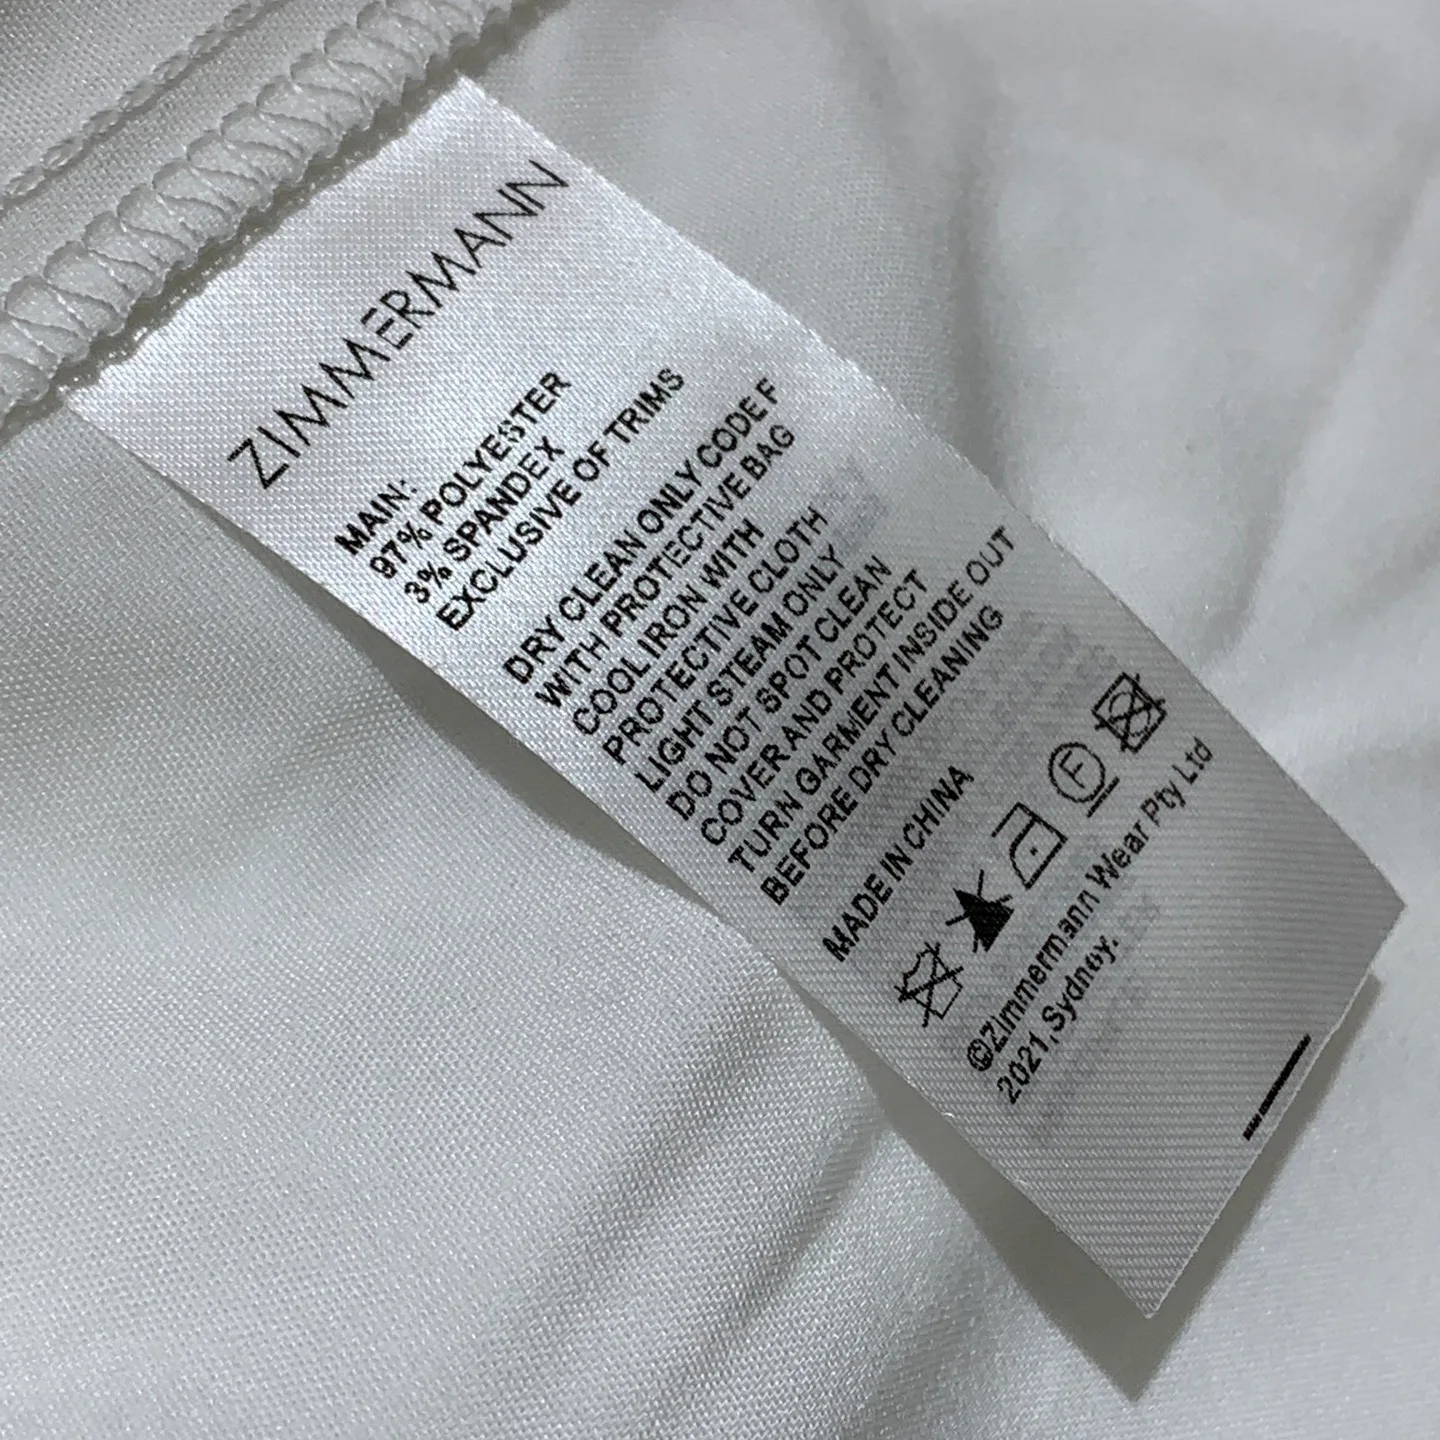 ZIMMERMANN
MAIN:
97% POLYESTER
3% SPANDEX
EXCLUSIVE OF TRIMS
DRY CLEAN ONLY CODE F
WITH PROTECTIVE BAG
COOL IRON WITH
PROTECTIVE CLOTH
LIGHT STEAM ONLY
DO NOT SPOT CLEAN
COVER AND PROTECT
TURN GARMENT INSIDE OUT
BEFORE DRY CLEANING
MADE IN CHINA
F
©Zimmermann Wear Pty Ltd
2021,Sydney.